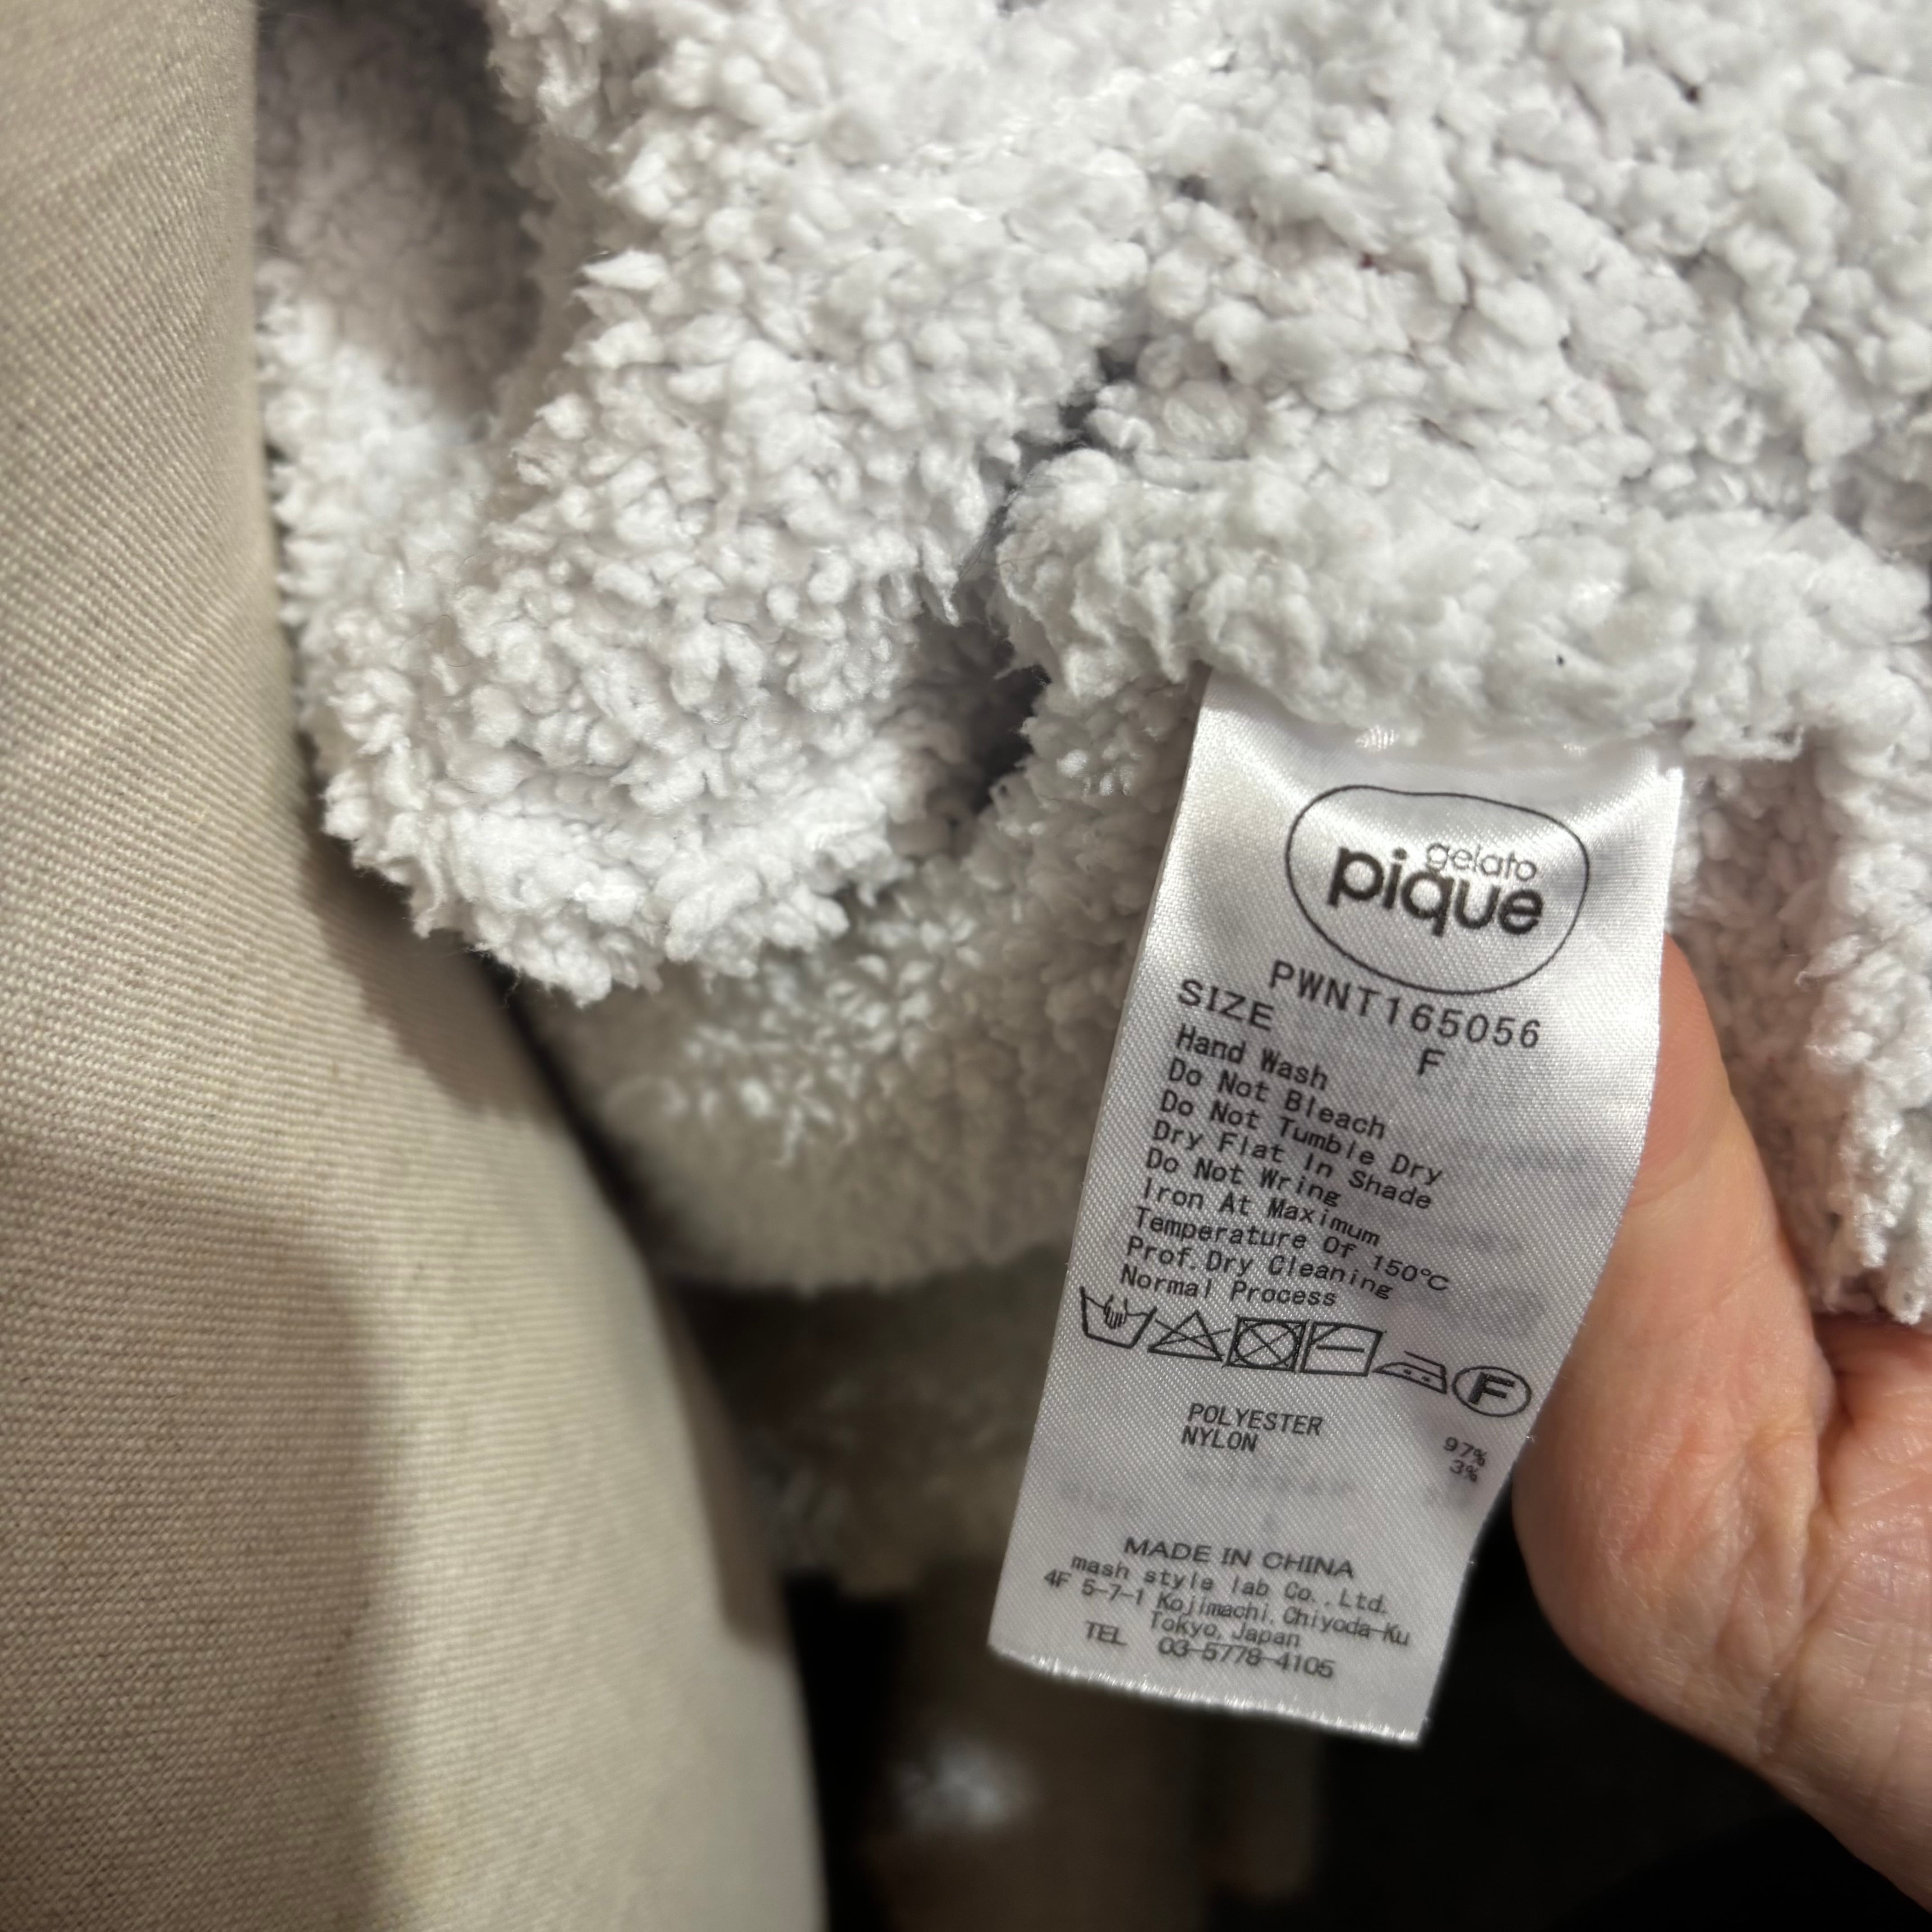 gelato
pique
PWNT165056
SIZE F
Hand Wash
Do Not Bleach
Do Not Tumble Dry
Dry Flat In Shade
Do Not Wring
Iron At Maximum
Temperature Of 150℃
Prof.Dry Cleaning
Normal Process
F
POLYESTER 97%
NYLON 3%
MADE IN CHINA
mash style lab Co.,Ltd.
4F 5-7-1 Kojimachi,Chiyoda-Ku
Tokyo,Japan
TEL 03-5778-4105